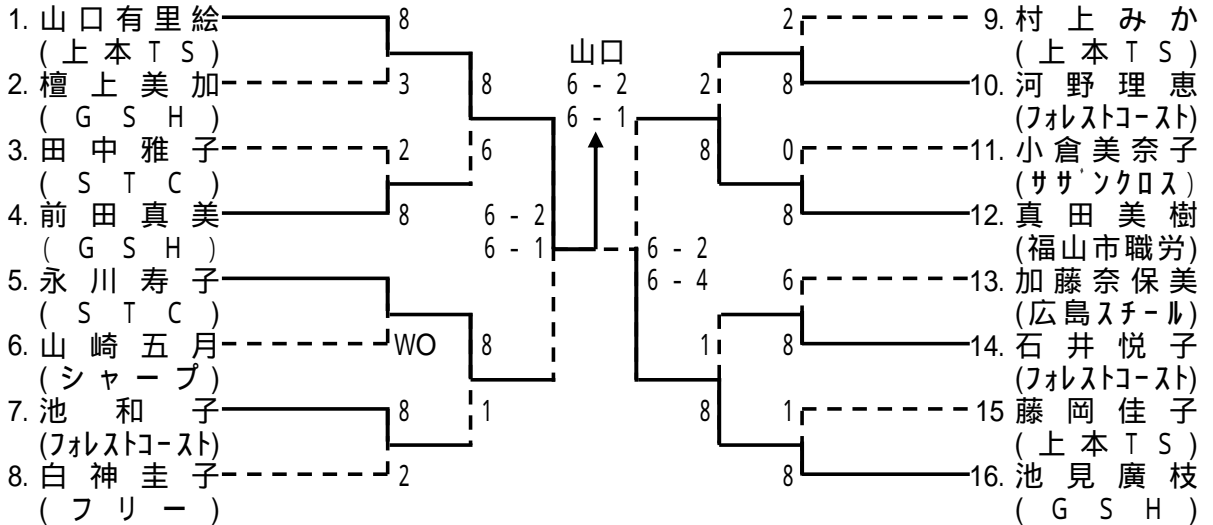 1. 山口有里絵
(上本TS)
2. 檀上美加
(GSH)
3. 田中雅子
(STC)
4. 前田真美
(GSH)
5. 永川寿子
(STC)
6. 山崎五月
(シャープ)
7. 池和子
(フォレストコースト)
8. 白神圭子
(フリー)
8
3
2
8
WO
8
2
8
6
8
1
6 - 2
6 - 1
山口
6 - 2
6 - 1
6 - 2
6 - 4
2
8
1
8
2
8
0
8
6
8
1
8
9. 村上みか
(上本TS)
10. 河野理恵
(フォレストコースト)
11. 小倉美奈子
(ササ゛ンクロス)
12. 真田美樹
(福山市職労)
13. 加藤奈保美
(広島スチール)
14. 石井悦子
(フォレストコースト)
15 藤岡佳子
(上本TS)
16. 池見廣枝
(GSH)